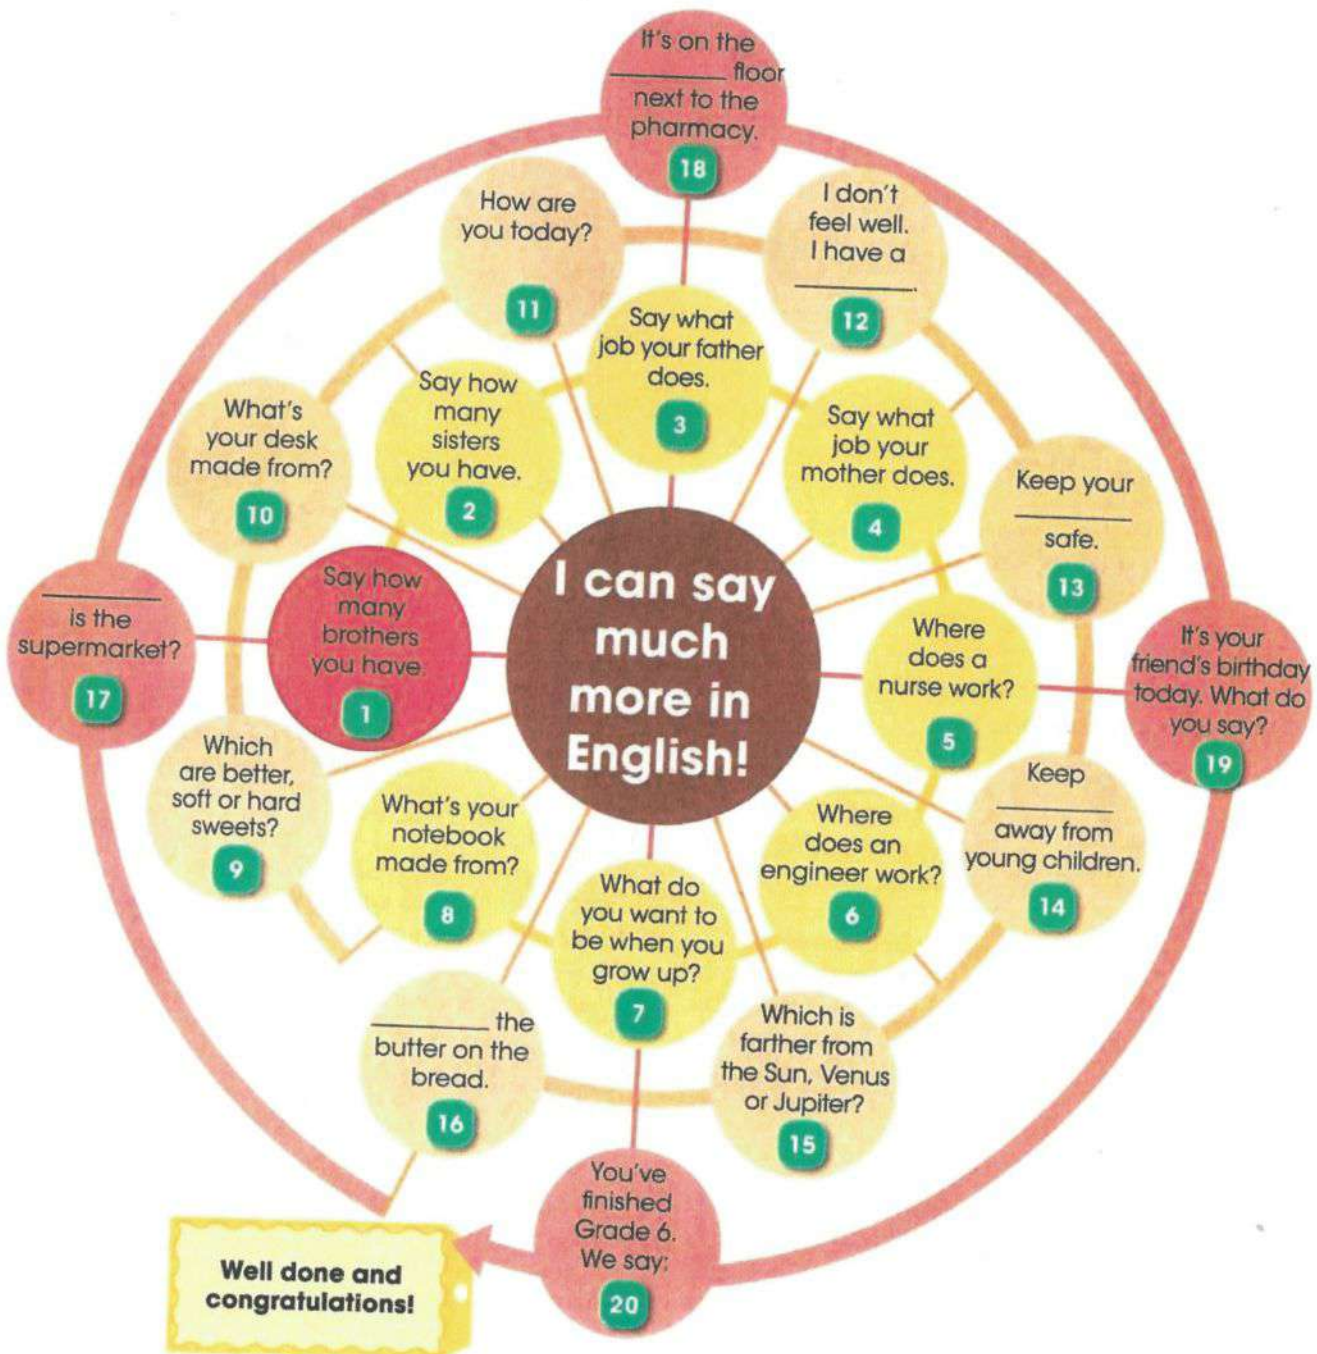 I can say
much
more in
English!
Say how
many
brothers
you have.
1
Say how
many
sisters
you have.
2
Say what
job your father
does.
3
Say what
job your
mother does.
4
Where
does a
nurse work?
5
Where
does an
engineer work?
6
What do
you want to
be when you
grow up?
7
What's your
notebook
made from?
8
Which
are better,
soft or hard
sweets?
9
What's
your desk
made from?
10
How are
you today?
11
I don't
feel well.
I have a
__________.
12
Keep your
__________
safe.
13
Keep
__________
away from
young children.
14
Which is
farther from
the Sun, Venus
or Jupiter?
15
__________ the
butter on the
bread.
16
__________
is the
supermarket?
17
It's on the
__________ floor
next to the
pharmacy.
18
It's your
friend's birthday
today. What do
you say?
19
You've
finished
Grade 6.
We say:
20
Well done and
congratulations!